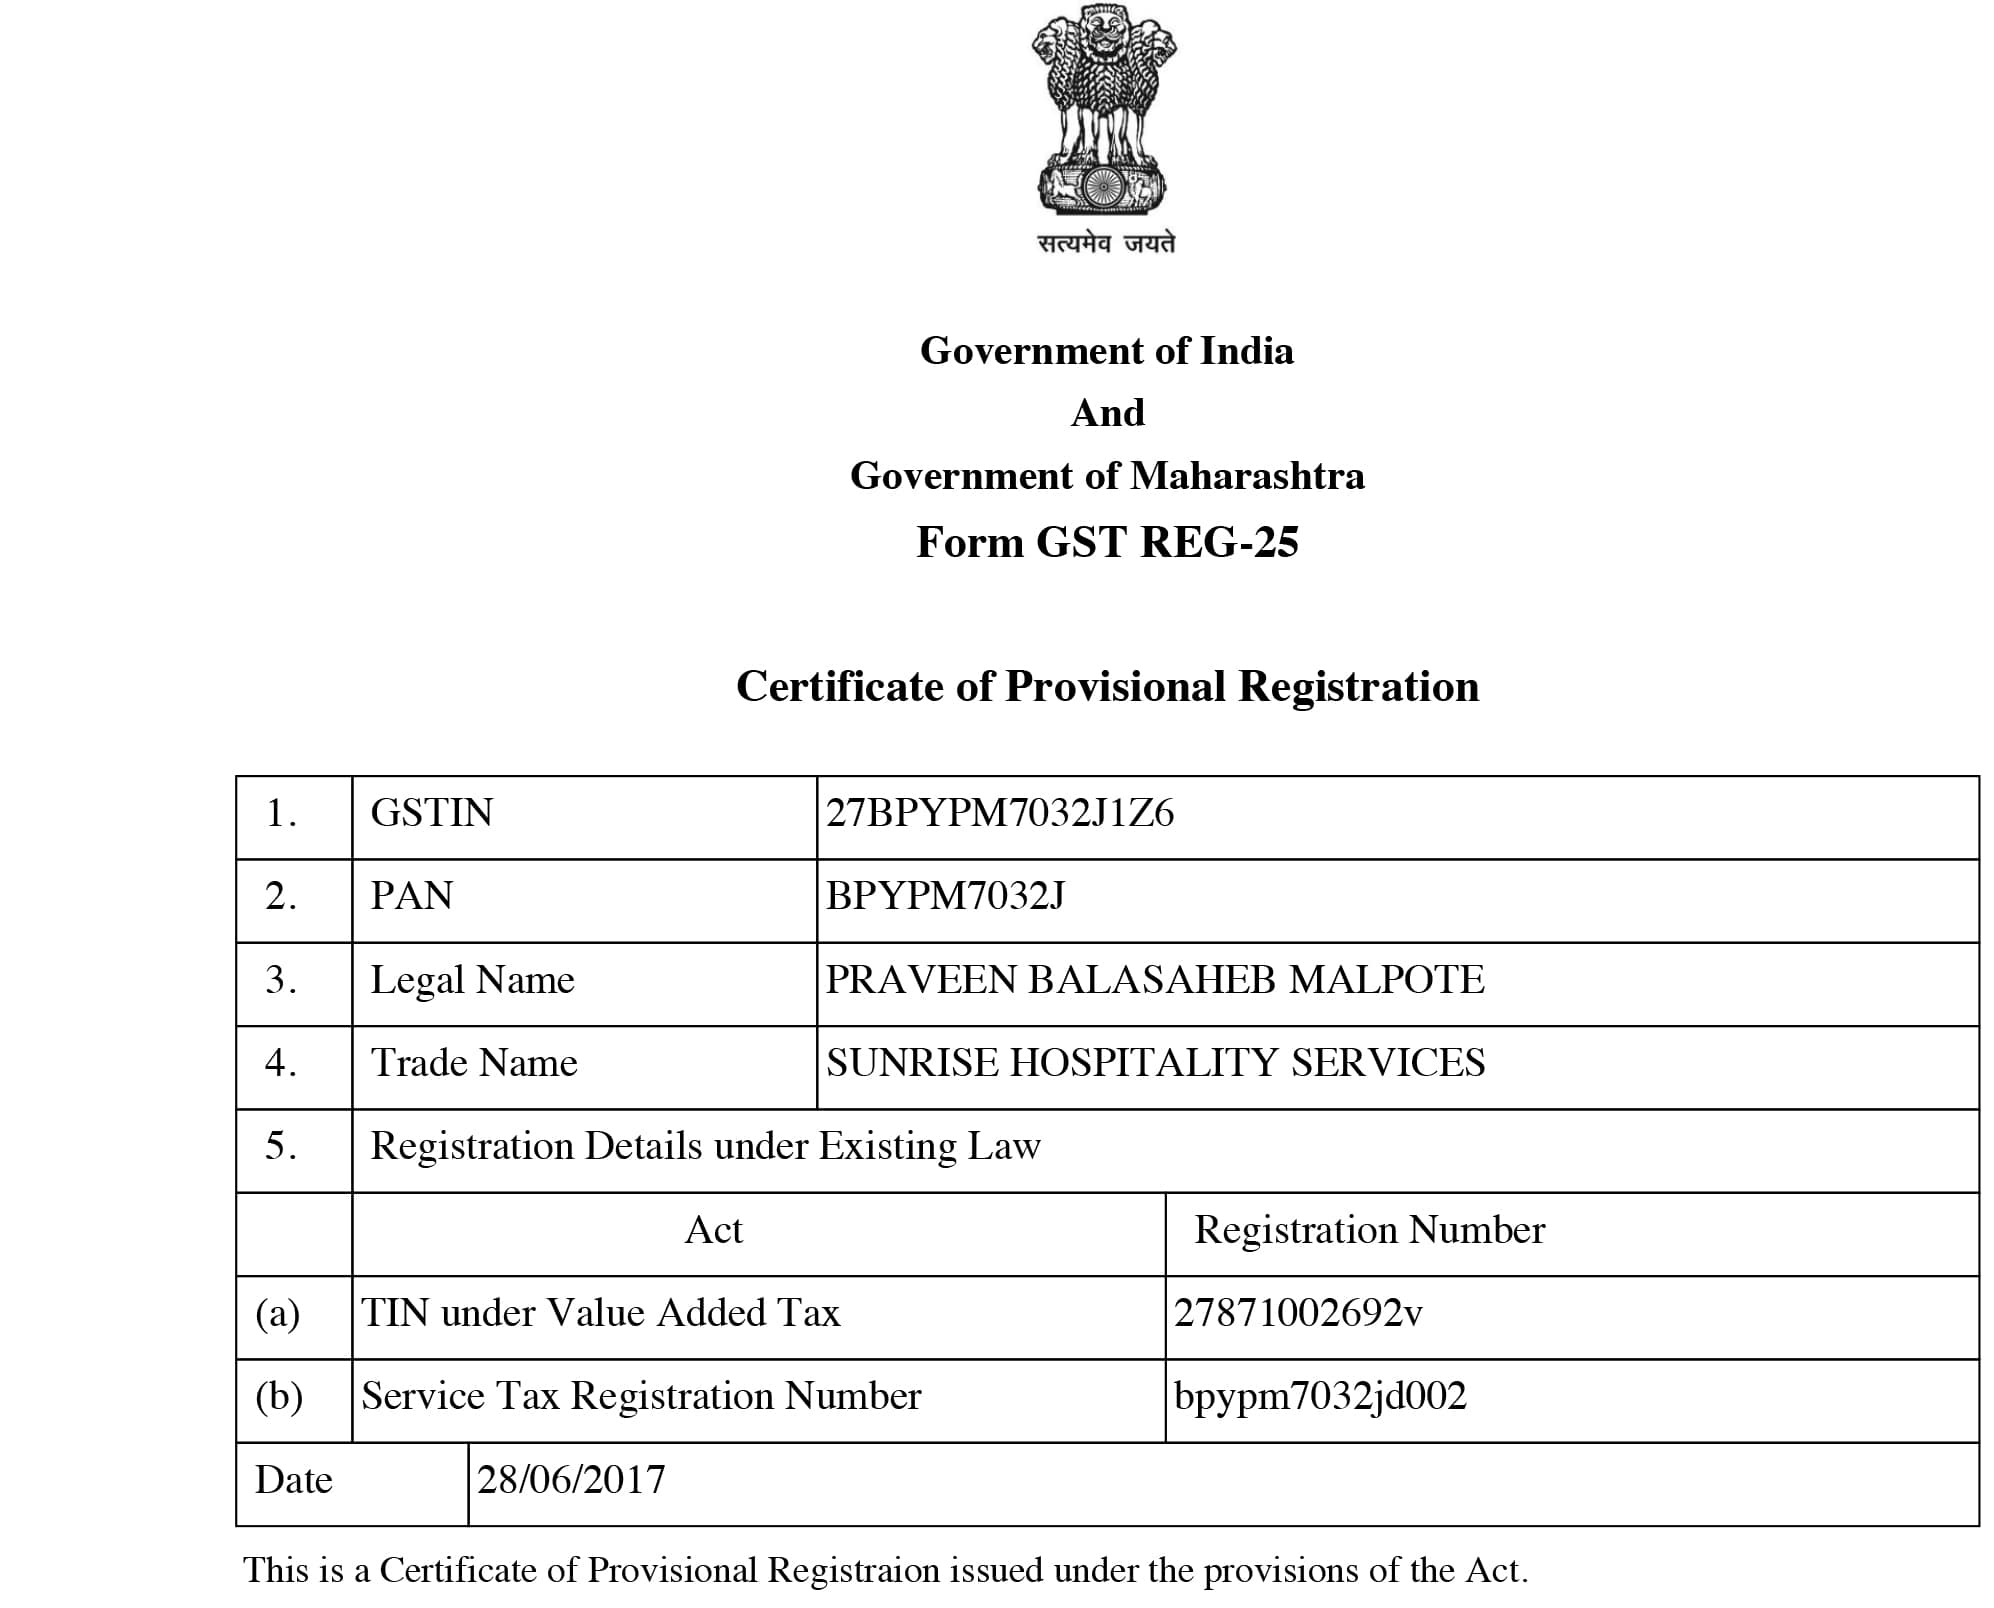 सत्यमेव जयते
Government of India
And
Government of Maharashtra
Form GST REG-25
Certificate of Provisional Registration
1. GSTIN 27BPYPM7032J1Z6
2. PAN BPYPM7032J
3. Legal Name PRAVEEN BALASAHEB MALPOTE
4. Trade Name SUNRISE HOSPITALITY SERVICES
5. Registration Details under Existing Law
Act Registration Number
(a) TIN under Value Added Tax 27871002692v
(b) Service Tax Registration Number bpypm7032jd002
Date 28/06/2017
This is a Certificate of Provisional Registraion issued under the provisions of the Act.